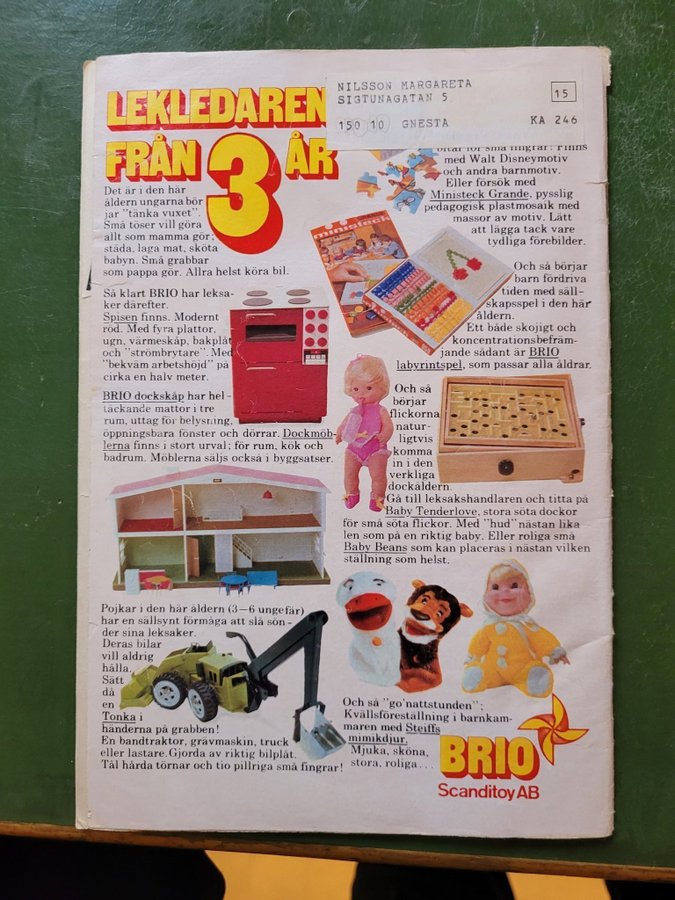 LEKLEDAREN
FRÅN 3 ÅR
NILSSON MARGARETA
SIGTUNAGATAN 5
15
150 10 GNESTA
KA 246
Det är i den här
åldern ungarna bör
jar "tänka vuxet".
Små töser vill göra
allt som mamma gör;
städa, laga mat, sköta
babyn. Små grabbar
som pappa gör. Allra helst köra bil.
Så klart BRIO har leksa-
ker därefter.
Spisen finns. Modernt
röd. Med fyra plattor,
ugn, värmeskåp, bakplåt
och "strömbrytare". Med
"bekväm arbetshöjd" på
cirka en halv meter.
BRIO dockskåp har hel-
täckande mattor i tre
rum, uttag för belysning,
öppningsbara fönster och dörrar. Dockmöb-
lerna finns i stort urval; för rum, kök och
badrum. Möblerna säljs också i byggsatser.
Pojkar i den här åldern (3–6 ungefär)
har en sällsynt förmåga att slå sön-
der sina leksaker.
Deras bilar
vill aldrig
hålla.
Sätt
då
en
Tonka i
händerna på grabben!
En bandtraktor, grävmaskin, truck
eller lastare. Gjorda av riktig bilplåt.
Tål hårda törnar och tio pillriga små fingrar!
bitar för små fingrar. Finns
med Walt Disneymotiv
och andra barnmotiv.
Eller försök med
Ministeck Grande, pysslig
pedagogisk plastmosaik med
massor av motiv. Lätt
att lägga tack vare
tydliga förebilder.
ministeck
Och så börjar
barn fördriva
tiden med säll-
skapsspel i den här
åldern.
Ett både skojigt och
koncentrationsbefräm-
jande sådant är BRIO
labyrintspel, som passar alla åldrar.
Och så
börjar
flickorna
natur-
ligtvis
komma
in i den
verkliga
dockåldern.
Gå till leksakshandlaren och titta på
Baby Tenderlove, stora söta dockor
för små söta flickor. Med "hud" nästan lika
len som på en riktig baby. Eller roliga små
Baby Beans som kan placeras i nästan vilken
ställning som helst.
Och så "go'nattstunden";
Kvällsföreställning i barnkam-
maren med Steiffs
mimikdjur.
Mjuka, sköna,
stora, roliga...
BRIO
Scanditoy AB